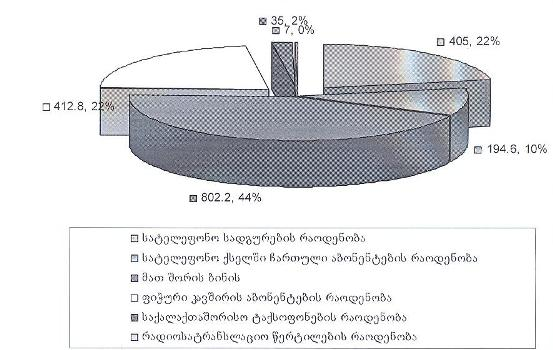 35, 2%
7, 0%
405, 22%
412.8, 22%
194.6, 10%
802.2, 44%
სატელეფონო სადგურების რაოდენობა
სატელეფონო ქსელში ჩართული აბონენტების რაოდენობა
მათ შორის ბინის
ფიჭური კავშირის აბონენტების რაოდენობა
საქალაქთაშორისო ტაქსოფონების რაოდენობა
რადიოსატრანსლაციო წერტილების რაოდენობა